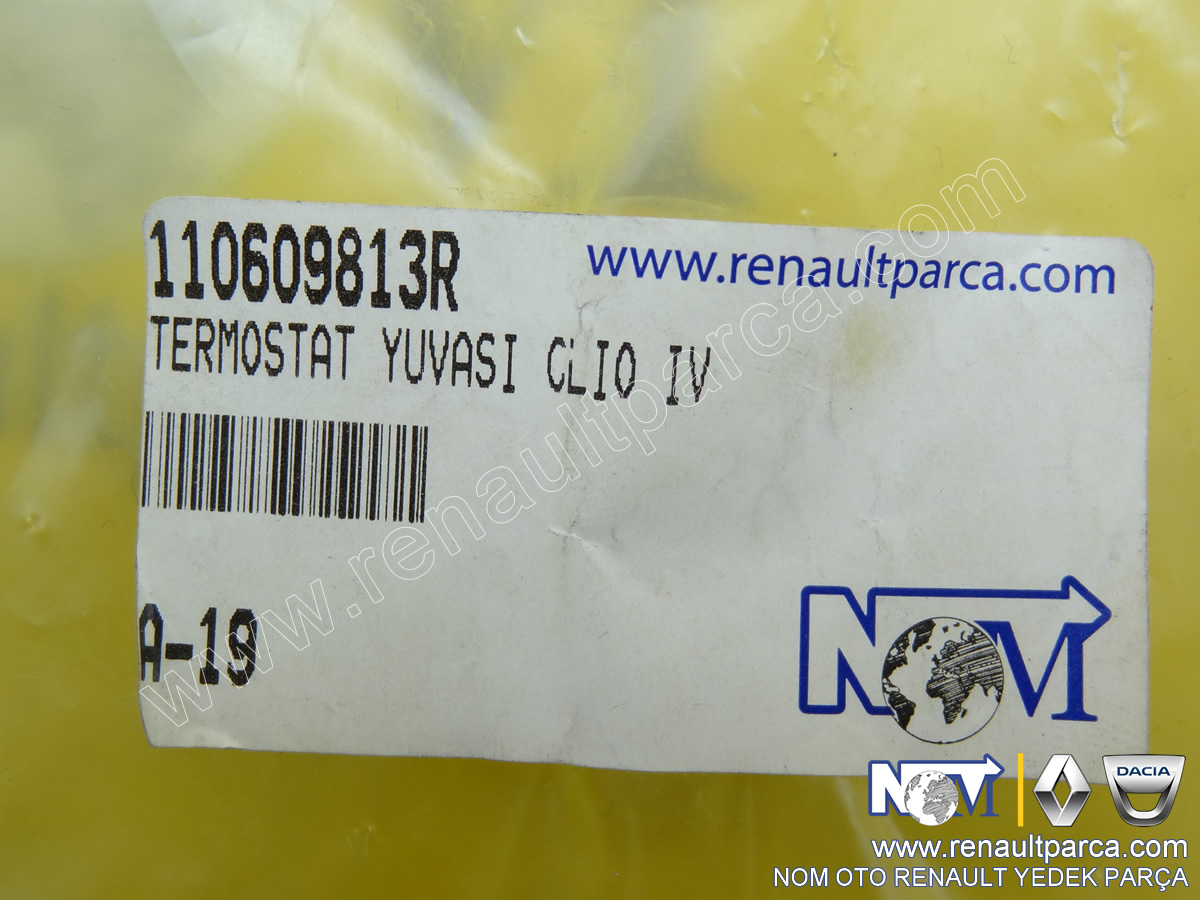 110609813R
www.renaultparca.com
TERMOSTAT YUVASI CLIO IV
www.renaultparca.com
A-19
NOM
NOM
DACIA
www.renaultparca.com
NOM OTO RENAULT YEDEK PARÇA